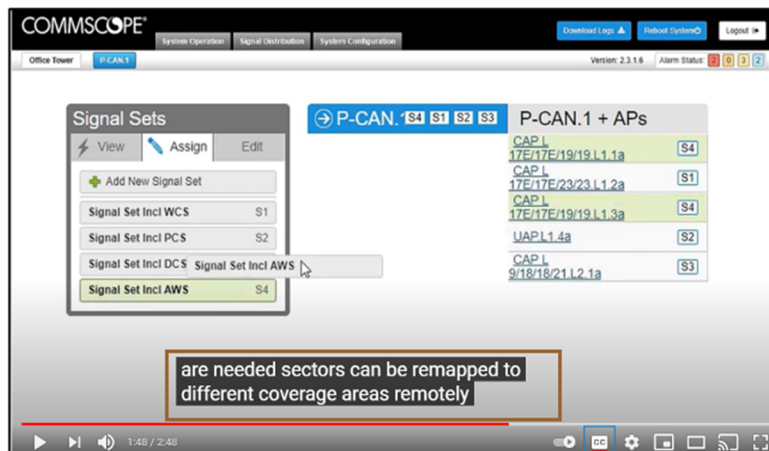 COMMSCOPE®
System Operation Signal Distribution System Configuration
Download Logs Reboot System Logout
Office Tower P-CAN.1
Version: 2.3.1.6 Alarm Status: 2 0 3 2
Signal Sets
View Assign Edit
Add New Signal Set
Signal Set Incl WCS S1
Signal Set Incl PCS S2
Signal Set Incl DCS
Signal Set Incl AWS
Signal Set Incl AWS S4
P-CAN.1 S4 S1 S2 S3
P-CAN.1 + APs
CAP L
17E/17E/19/19.L1.1a S4
CAP L
17E/17E/23/23.L1.2a S1
CAP L
17E/17E/19/19.L1.3a S4
UAP.L1.4a S2
CAP L
9/18/18/21.L2.1a S3
are needed sectors can be remapped to
different coverage areas remotely
1:48 / 2:48
CC